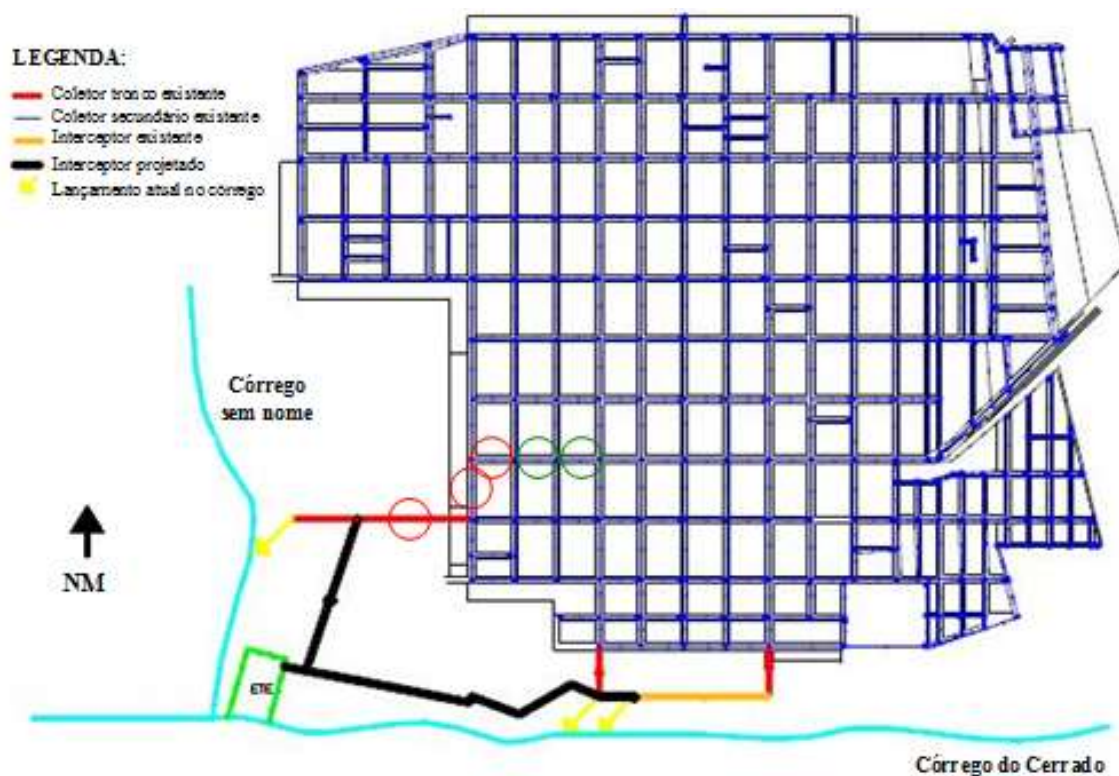 LEGENDA:
Coletor tronco existente
Coletor secundário existente
Interceptor existente
Interceptor projetado
Lançamento atual no córrego
Córrego
sem nome
NM
ETE
Córrego do Cerrado